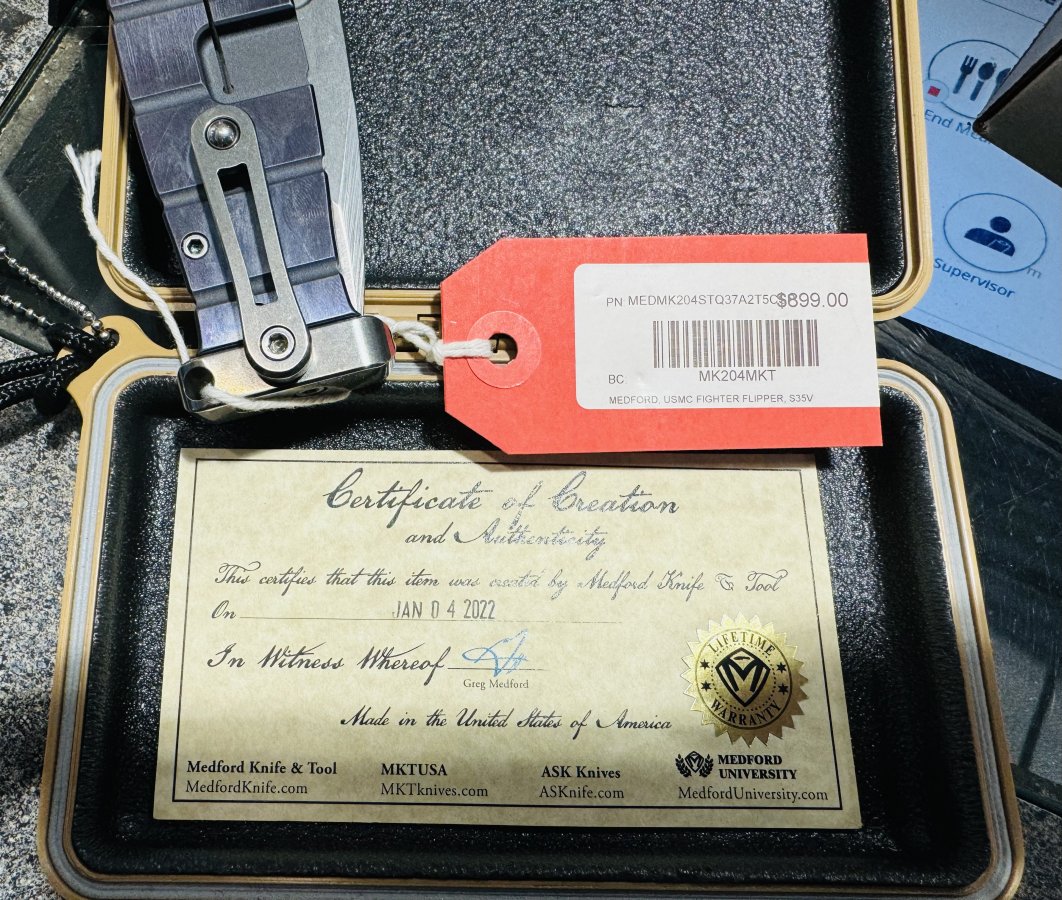 End
Supervisor
PN: MEDMK204STQ37A2T5C $899.00
BC:
MK204MKT
MEDFORD, USMC FIGHTER FLIPPER, S35V
Certificate of Creation
and Authenticity
This certifies that this item was created by Medford Knife & Tool
On JAN 04 2022
In Witness Whereof
Greg Medford
LIFETIME
WARRANTY
Made in the United States of America
Medford Knife & Tool
MedfordKnife.com
MKTUSA
MKTknives.com
ASK Knives
ASKnife.com
MEDFORD
UNIVERSITY
MedfordUniversity.com